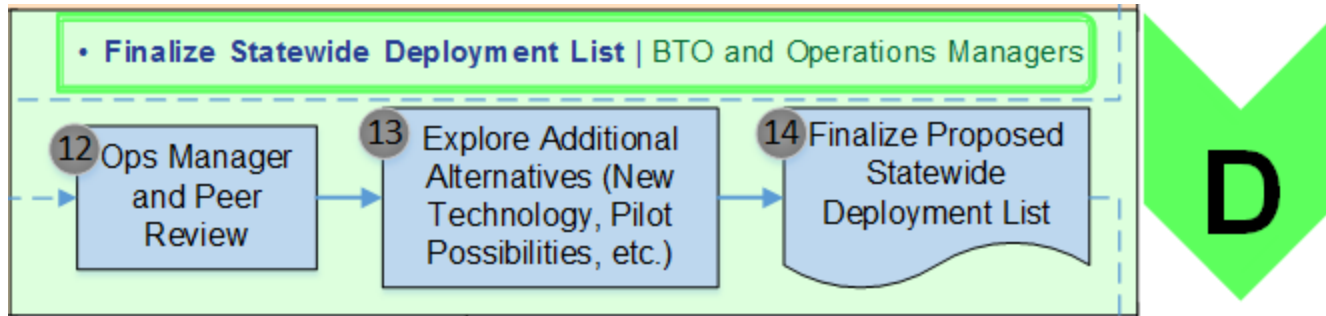 • Finalize Statewide Deployment List | BTO and Operations Managers
12
Ops Manager
and Peer
Review
13
Explore Additional
Alternatives (New
Technology, Pilot
Possibilities, etc.)
14
Finalize Proposed
Statewide
Deployment List
D